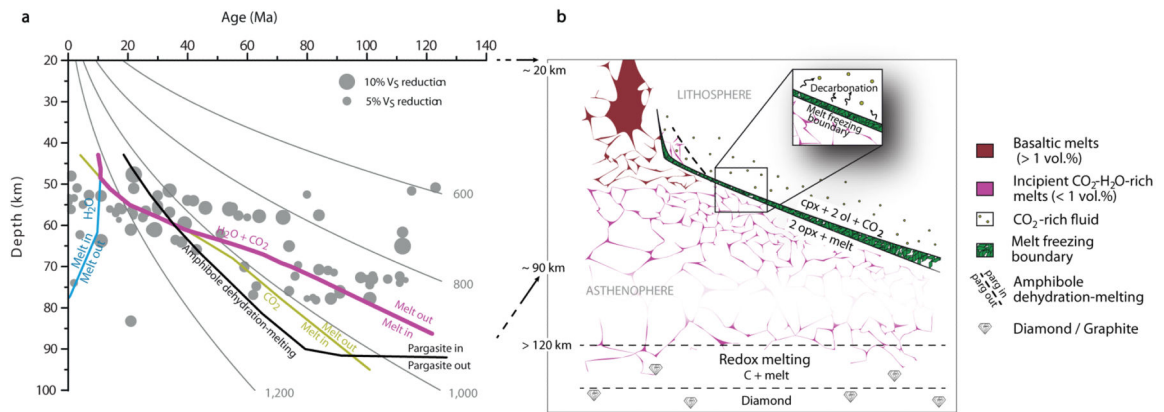 a
Age (Ma)
0 20 40 60 80 100 120 140
20
30
40
50
60
70
80
90
100
Depth (km)
10% VS reduction
5% VS reduction
600
800
1,000
1,200
H2O
Melt in
Melt out
H2O + CO2
Melt out
Melt in
Amphibole dehydration-melting
CO2
Melt out
Melt in
Pargasite in
Pargasite out
b
~ 20 km
~ 90 km
> 120 km
LITHOSPHERE
Decarbonation
Melt freezing
boundary
cpx + 2 ol + CO2
2 opx + melt
ASTHENOPHERE
Redox melting
C + melt
Diamond
Basaltic melts
(> 1 vol.%)
Incipient CO2-H2O-rich
melts (< 1 vol.%)
CO2-rich fluid
Melt freezing
boundary
parg in
parg out
Amphibole
dehydration-melting
Diamond / Graphite